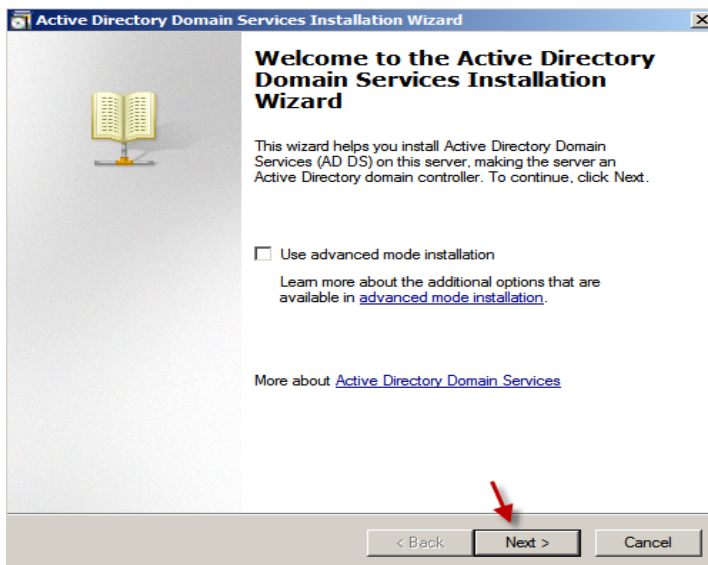 Active Directory Domain Services Installation Wizard
Welcome to the Active Directory
Domain Services Installation
Wizard
This wizard helps you install Active Directory Domain
Services (AD DS) on this server, making the server an
Active Directory domain controller. To continue, click Next.
Use advanced mode installation
Learn more about the additional options that are
available in advanced mode installation.
More about Active Directory Domain Services
< Back
Next >
Cancel